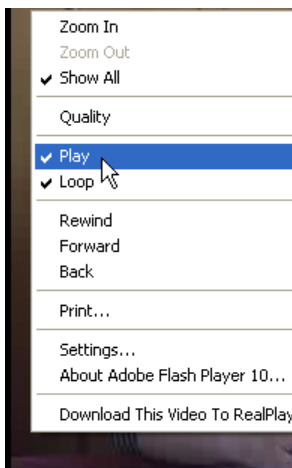 Zoom In
Zoom Out
Show All
Quality
Play
Loop
Rewind
Forward
Back
Print...
Settings...
About Adobe Flash Player 10...
Download This Video To RealPlay